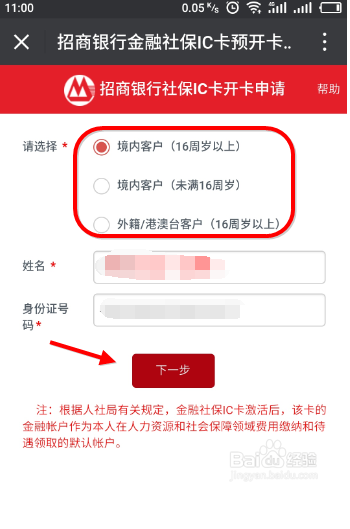 11:00 0.05 K/s
招商银行金融社保IC卡预开卡..
招商银行社保IC卡开卡申请 帮助
请选择 * 境内客户（16周岁以上）
境内客户（未满16周岁）
外籍/港澳台客户（16周岁以上）
姓名 *
身份证号
码 *
下一步
注：根据人社局有关规定，金融社保IC卡激活后，该卡的
金融帐户作为本人在人力资源和社会保障领域费用缴纳和待
遇领取的默认帐户。
Baidu 经验